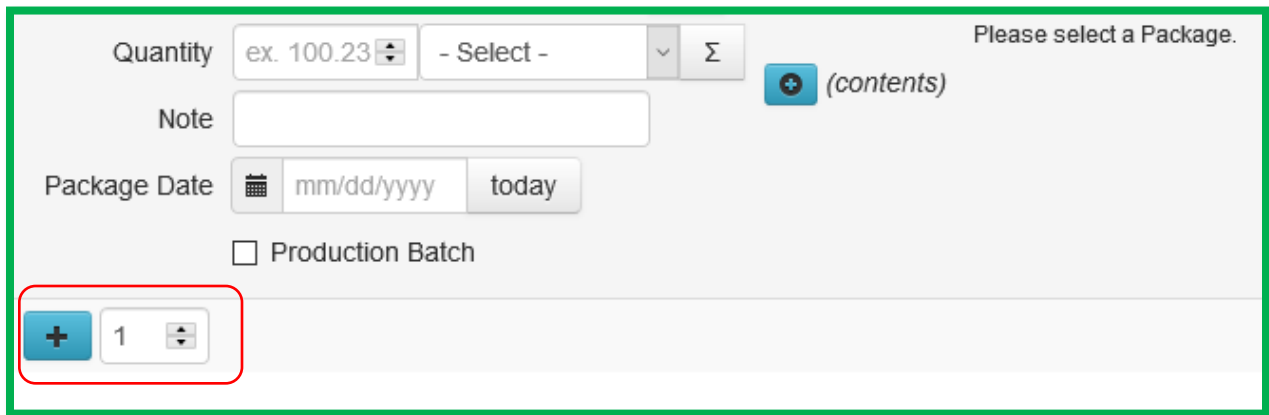 Quantity ex. 100.23 - Select - Σ Please select a Package.
(contents)
Note
Package Date mm/dd/yyyy today
Production Batch
1